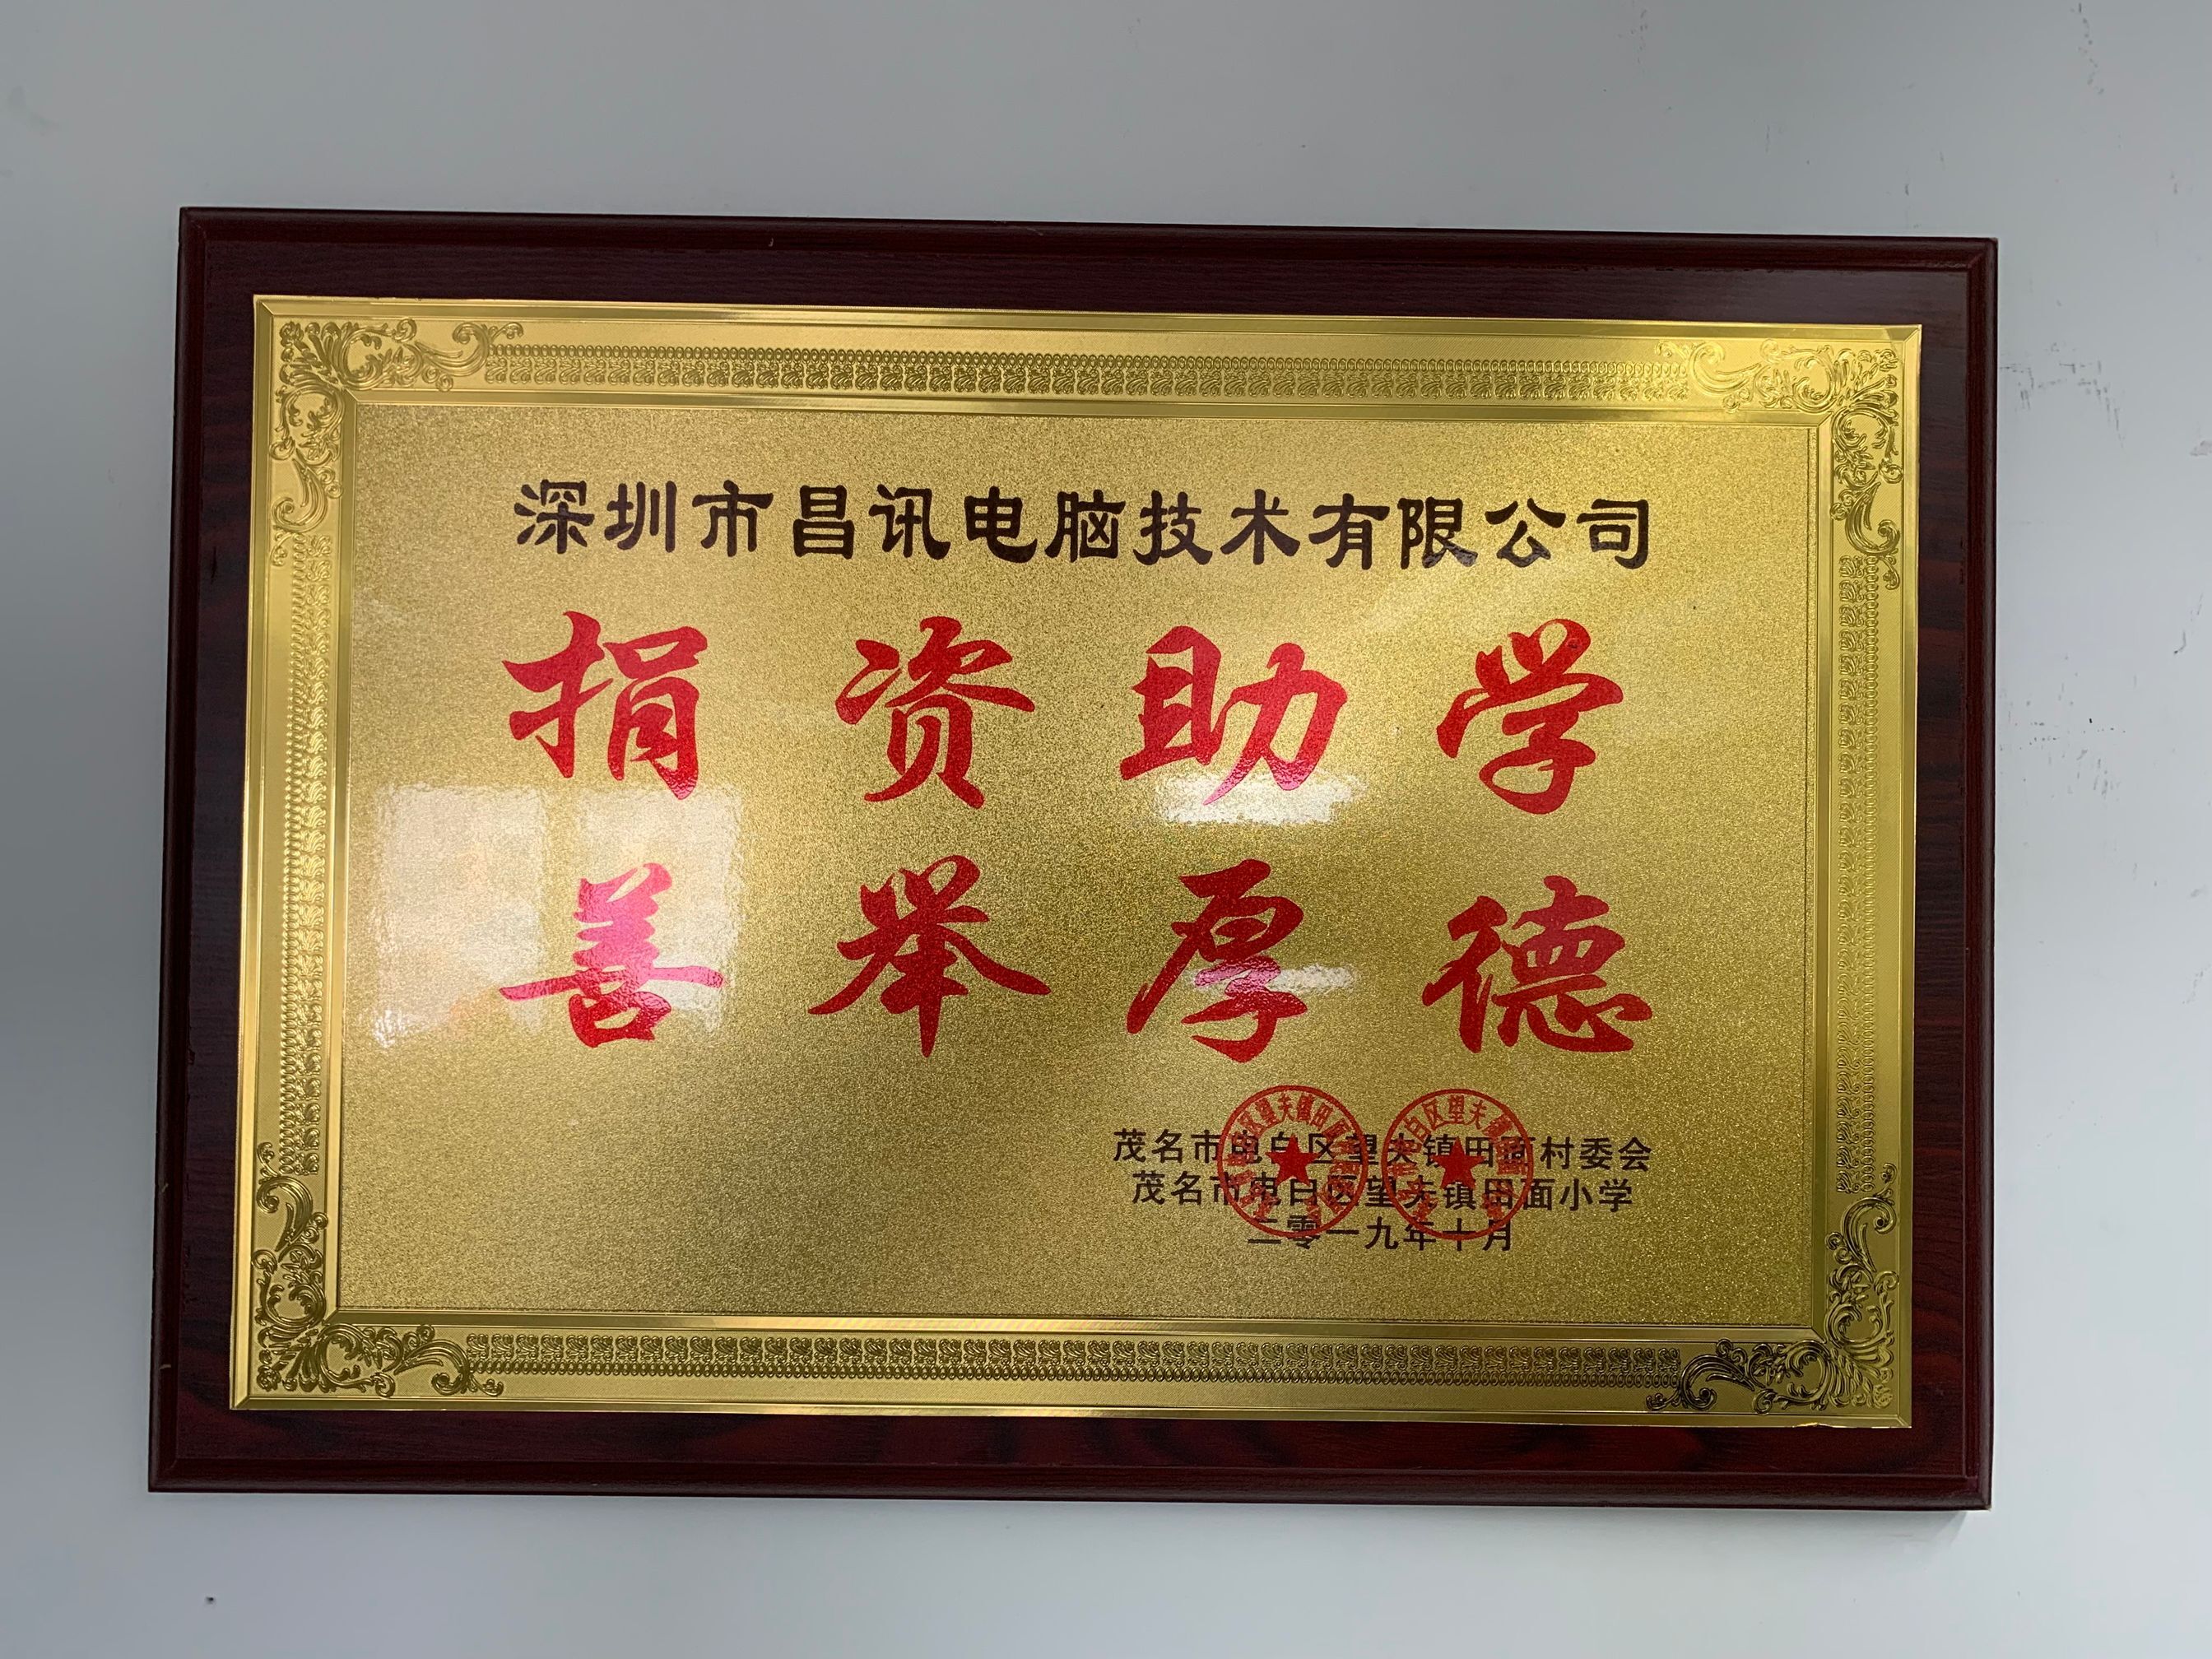 深圳市昌讯电脑技术有限公司
捐资助学
善举厚德
茂名市电白区望夫镇田面村委会
茂名市电白区望夫镇田面小学
二零一九年十月